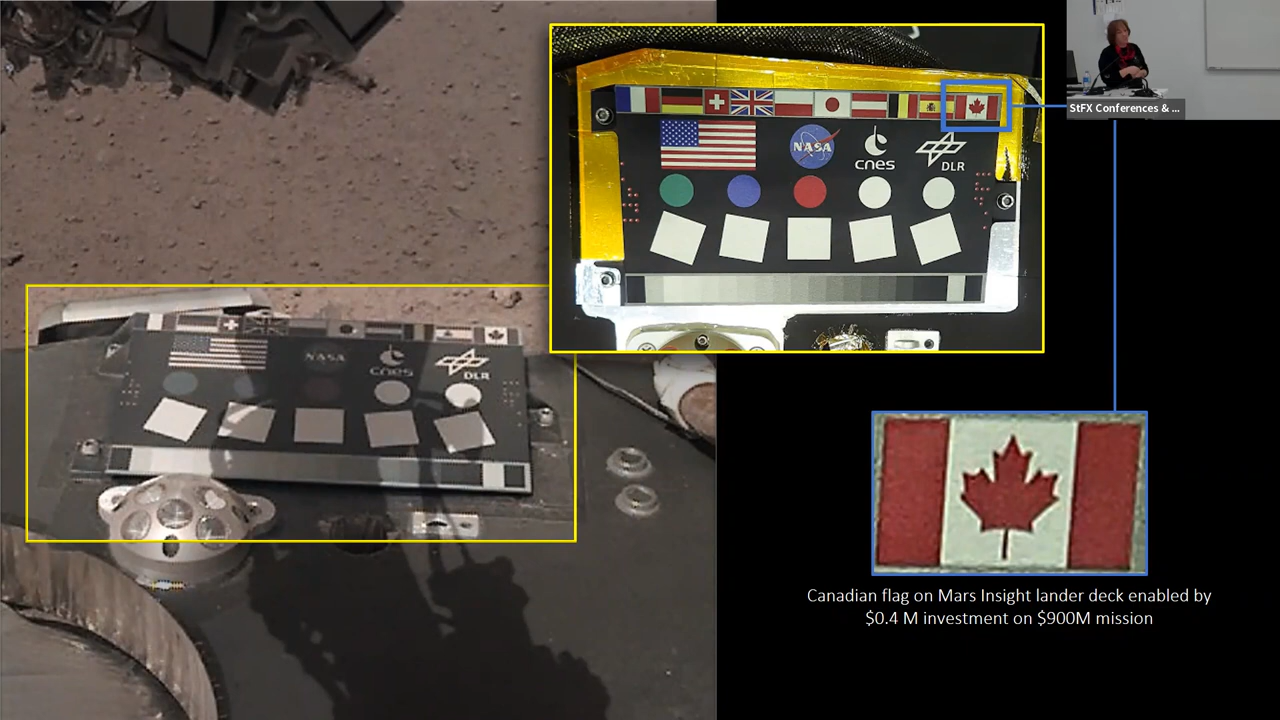 NASA
cnes
DLR
StFX Conferences & ...
NASA
cnes
DLR
Canadian flag on Mars Insight lander deck enabled by
$0.4 M investment on $900M mission